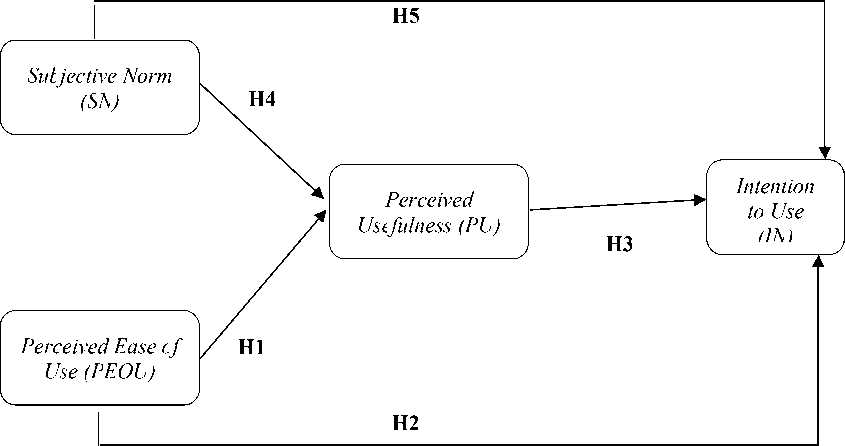 H5
Subjective Norm
(SN)
H4
Perceived
Usefulness (PU)
Intention
to Use
(IN)
H3
Perceived Ease of
Use (PEOU)
H1
H2